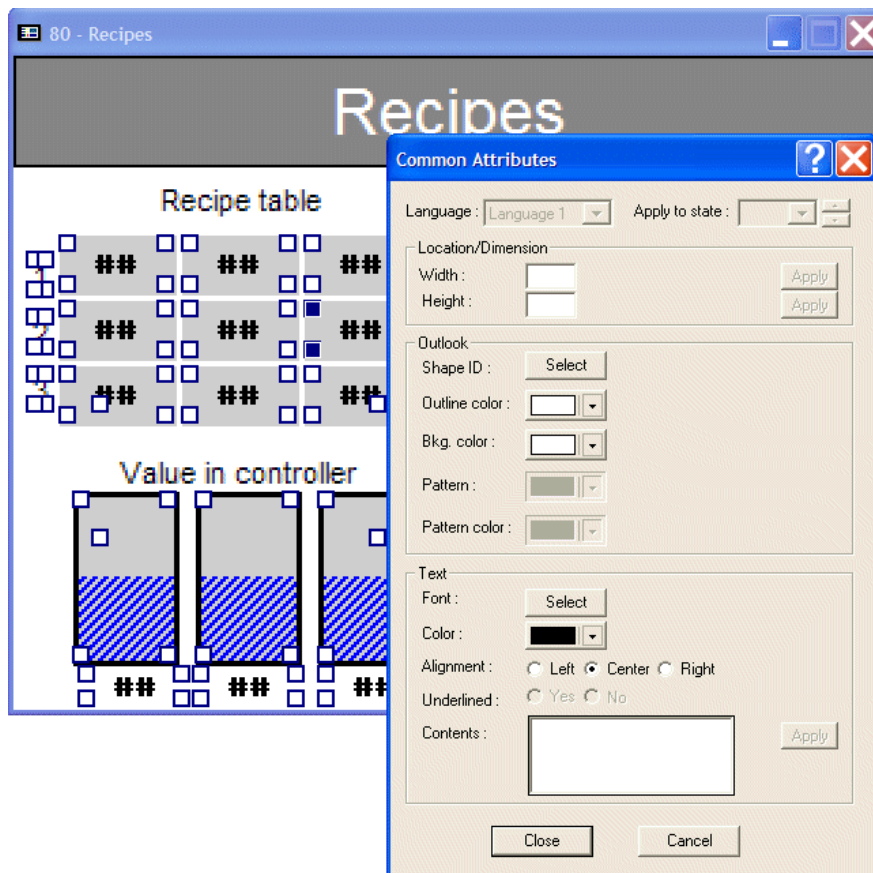 80 - Recipes
Recipes
Common Attributes
Recipe table
Language : Language 1 Apply to state :
Location/Dimension
Width : Apply
Height : Apply
## ## ##
## ## ##
## ## ##
Outlook
Shape ID : Select
Outline color :
Bkg. color :
Pattern :
Pattern color :
Value in controller
Text
Font : Select
Color :
Alignment : Left Center Right
Underlined : Yes No
Contents : Apply
## ## ##
Close Cancel